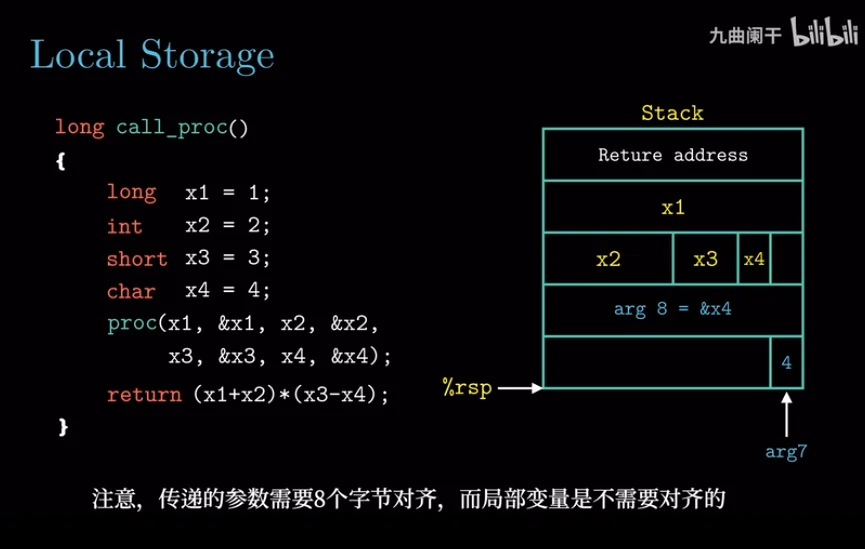 九曲阑干 bilibili
Local Storage
long call_proc()
{
long x1 = 1;
int x2 = 2;
short x3 = 3;
char x4 = 4;
proc(x1, &x1, x2, &x2,
x3, &x3, x4, &x4);
return (x1+x2)*(x3-x4);
}
Stack
Reture address
x1
x2 x3 x4
arg 8 = &x4
4
%rsp
arg7
注意，传递的参数需要8个字节对齐，而局部变量是不需要对齐的